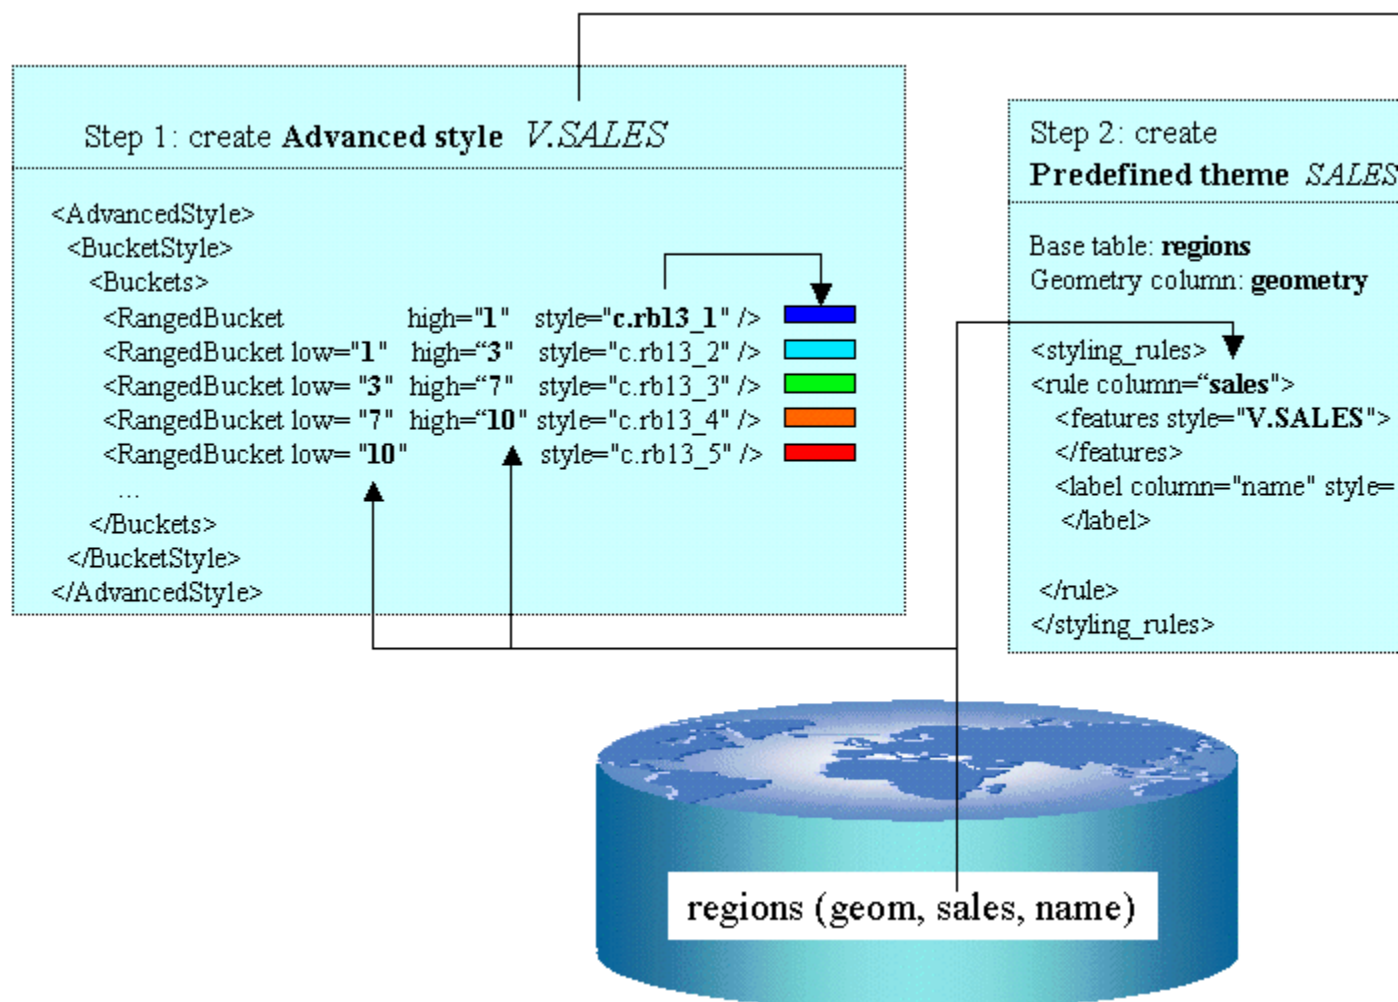 Step 1: create Advanced style V.SALES
<AdvancedStyle>
<BucketStyle>
<Buckets>
<RangedBucket high="1" style="c.rb13_1" />
<RangedBucket low="1" high=“3" style="c.rb13_2" />
<RangedBucket low= "3" high=“7" style="c.rb13_3" />
<RangedBucket low= "7" high=“10" style="c.rb13_4" />
<RangedBucket low= "10" style="c.rb13_5" />
...
</Buckets>
</BucketStyle>
</AdvancedStyle>
Step 2: create
Predefined theme SALES
Base table: regions
Geometry column: geometry
<styling_rules>
<rule column=“sales">
<features style="V.SALES">
</features>
<label column="name" style=
</label>
</rule>
</styling_rules>
regions (geom, sales, name)